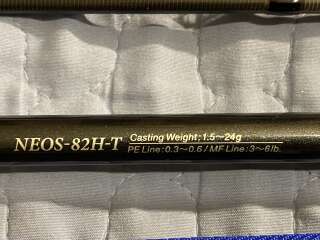 NEOS-82H-T
Casting Weight:1.5~24g
PE Line:0.3~0.6/MF Line:3~6lb.